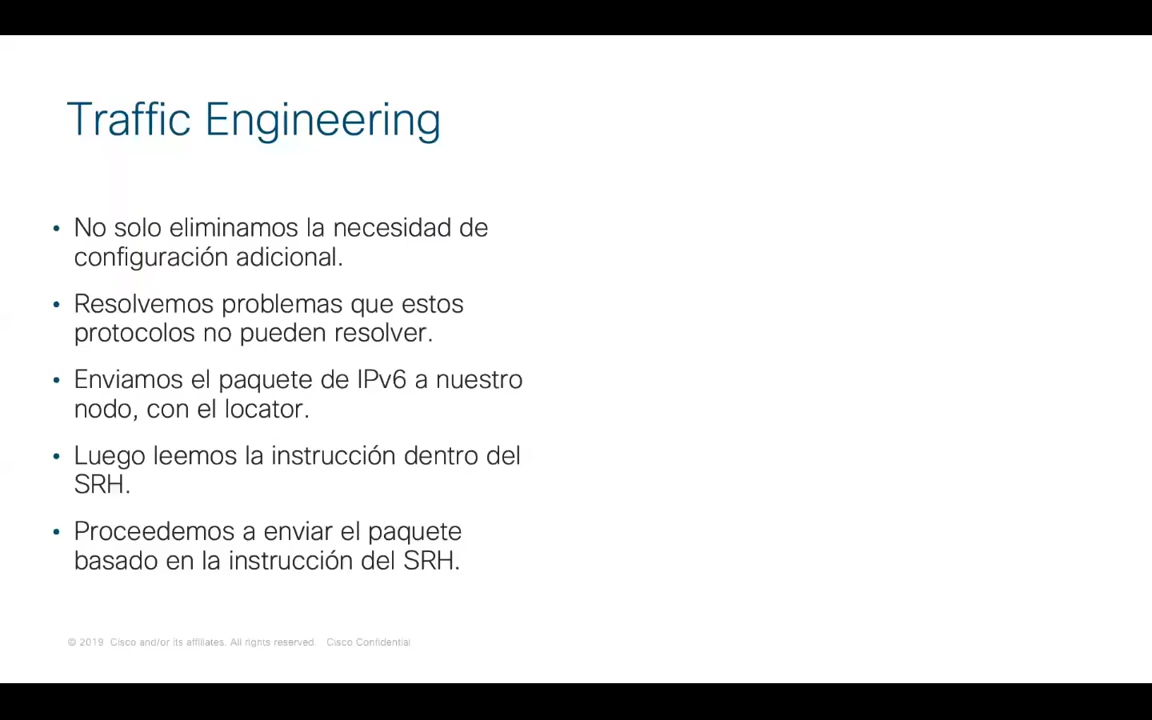 Traffic Engineering
• No solo eliminamos la necesidad de
configuración adicional.
• Resolvemos problemas que estos
protocolos no pueden resolver.
• Enviamos el paquete de IPv6 a nuestro
nodo, con el locator.
• Luego leemos la instrucción dentro del
SRH.
• Proceedemos a enviar el paquete
basado en la instrucción del SRH.
© 2019 Cisco and/or its affiliates. All rights reserved. Cisco Confidential